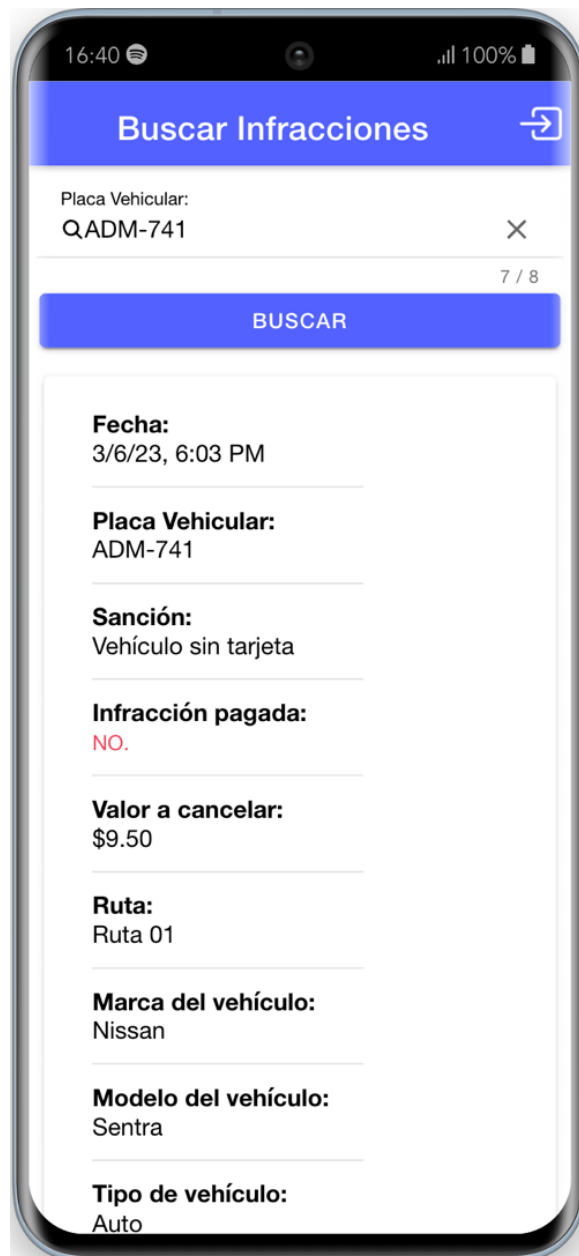 16:40 100%
Buscar Infracciones
Placa Vehicular:
ADM-741
7 / 8
BUSCAR
Fecha:
3/6/23, 6:03 PM
Placa Vehicular:
ADM-741
Sanción:
Vehículo sin tarjeta
Infracción pagada:
NO.
Valor a cancelar:
$9.50
Ruta:
Ruta 01
Marca del vehículo:
Nissan
Modelo del vehículo:
Sentra
Tipo de vehículo:
Auto